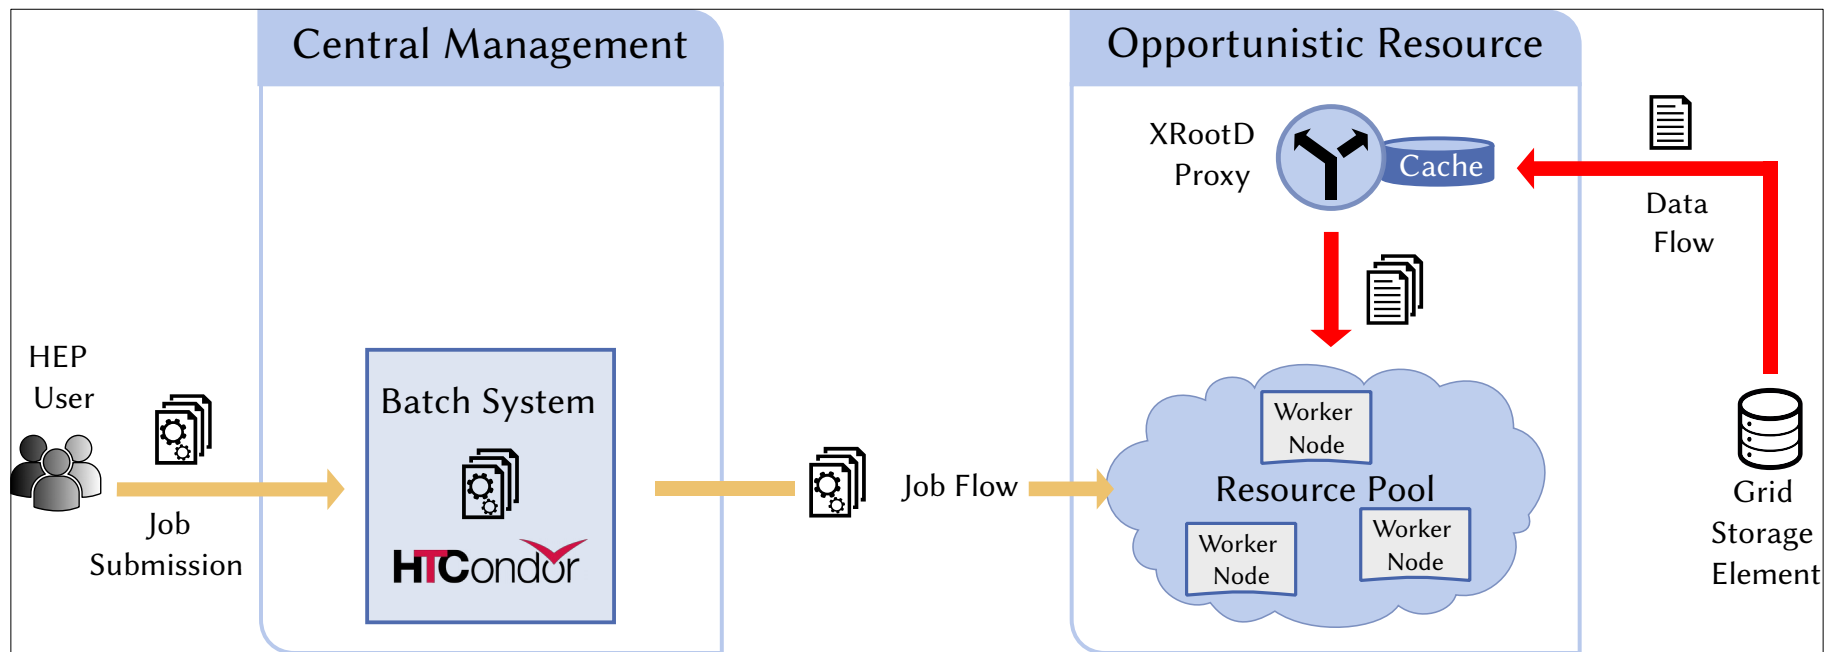 Central Management
Opportunistic Resource
XRootD
Proxy
Cache
Data
Flow
HEP
User
Job
Submission
Batch System
HTCondor
Job Flow
Worker
Node
Resource Pool
Worker
Node
Worker
Node
Grid
Storage
Element